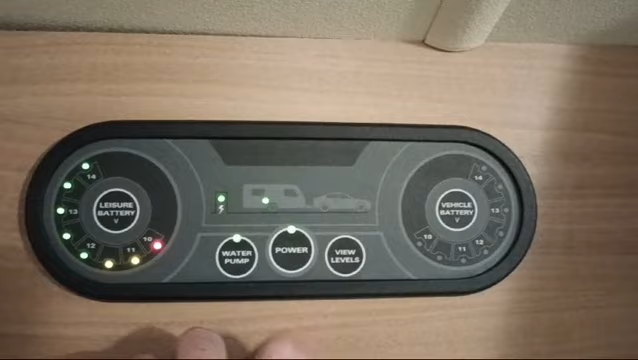 14
13
12
11
10
LEISURE
BATTERY
V
WATER
PUMP
POWER
VIEW
LEVELS
14
13
12
11
10
VEHICLE
BATTERY
V